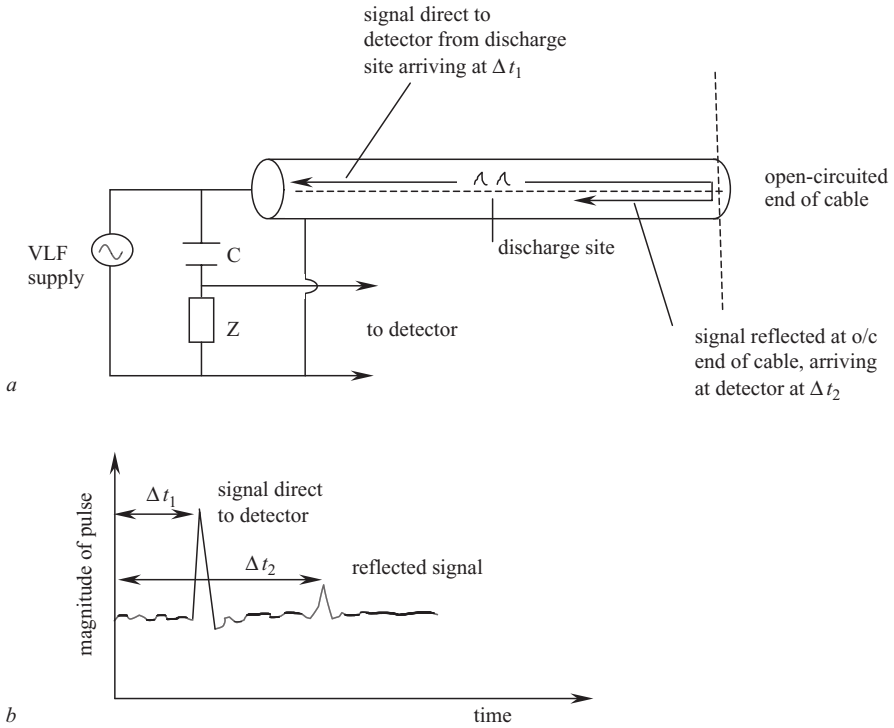 signal direct to
detector from discharge
site arriving at Δt₁
open-circuited
end of cable
discharge site
VLF
supply
C
Z
to detector
signal reflected at o/c
end of cable, arriving
at detector at Δt₂
a
magnitude of pulse
Δt₁
signal direct
to detector
Δt₂
reflected signal
time
b